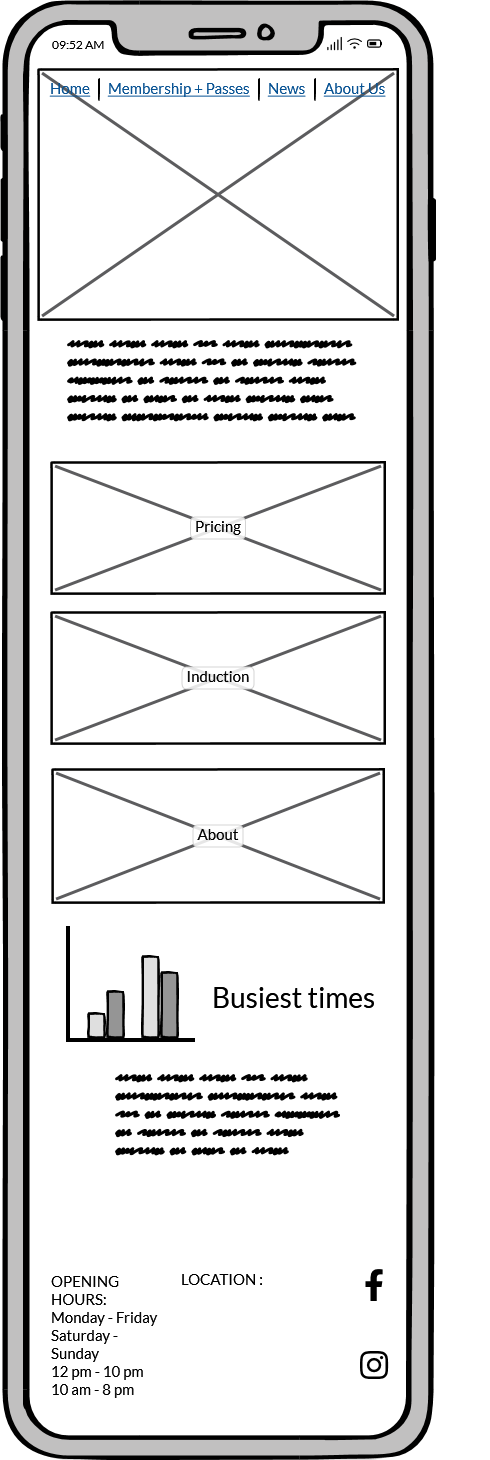 09:52 AM
Home | Membership + Passes | News | About Us
Pricing
Induction
About
Busiest times
OPENING
HOURS:
Monday - Friday
Saturday -
Sunday
12 pm - 10 pm
10 am - 8 pm
LOCATION :